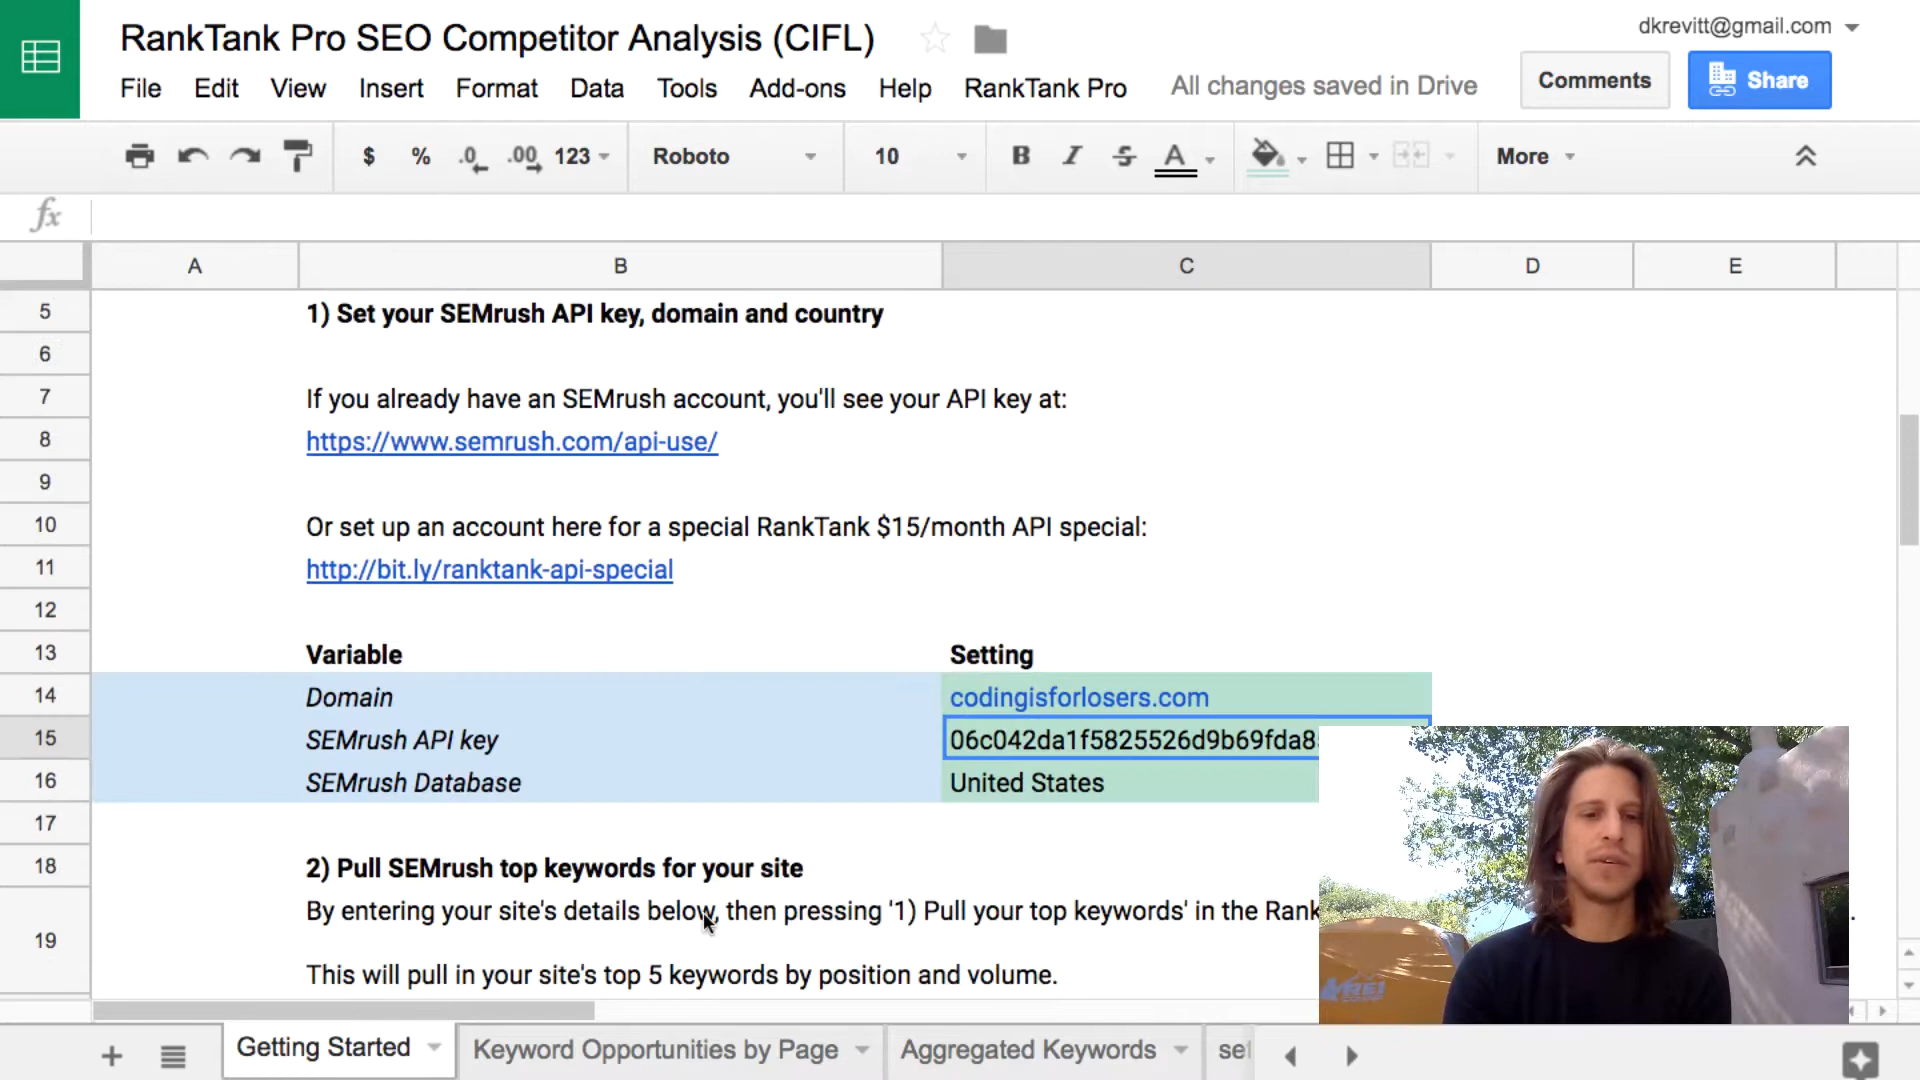 RankTank Pro SEO Competitor Analysis (CIFL)
dkrevitt@gmail.com
File Edit View Insert Format Data Tools Add-ons Help RankTank Pro All changes saved in Drive
Comments
Share
$ % .0 .00 123 Roboto 10 B I S A More
fx
A B C D E
5 1) Set your SEMrush API key, domain and country
6
7 If you already have an SEMrush account, you'll see your API key at:
8 https://www.semrush.com/api-use/
9
10 Or set up an account here for a special RankTank $15/month API special:
11 http://bit.ly/ranktank-api-special
12
13 Variable Setting
14 Domain codingisforlosers.com
15 SEMrush API key 06c042da1f5825526d9b69fda8
16 SEMrush Database United States
17
18 2) Pull SEMrush top keywords for your site
19 By entering your site's details below, then pressing '1) Pull your top keywords' in the Rank
This will pull in your site's top 5 keywords by position and volume.
REI
Getting Started Keyword Opportunities by Page Aggregated Keywords se